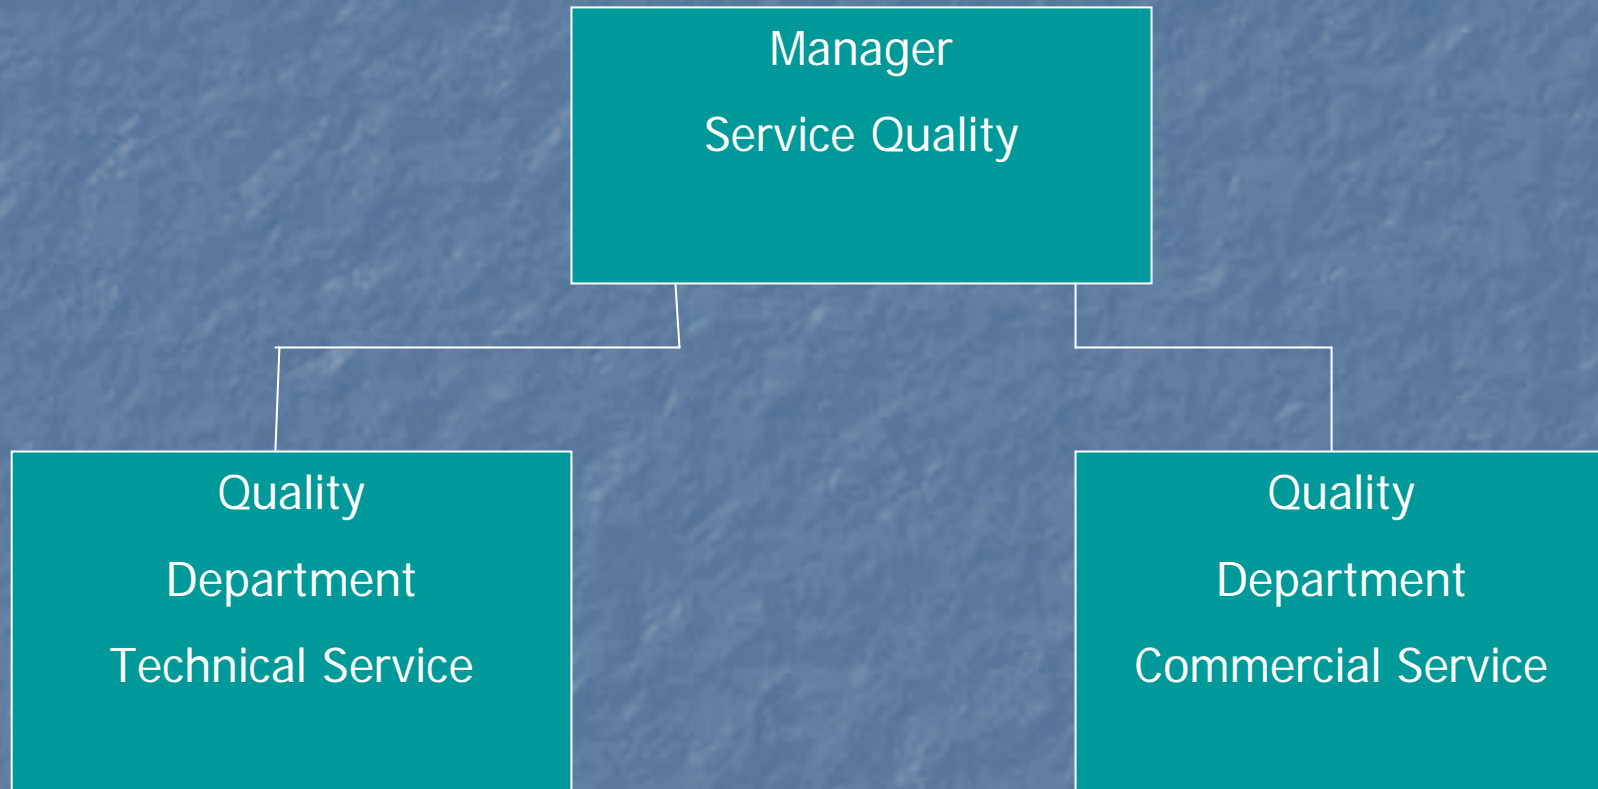 Manager
Service Quality
Quality
Department
Technical Service
Quality
Department
Commercial Service